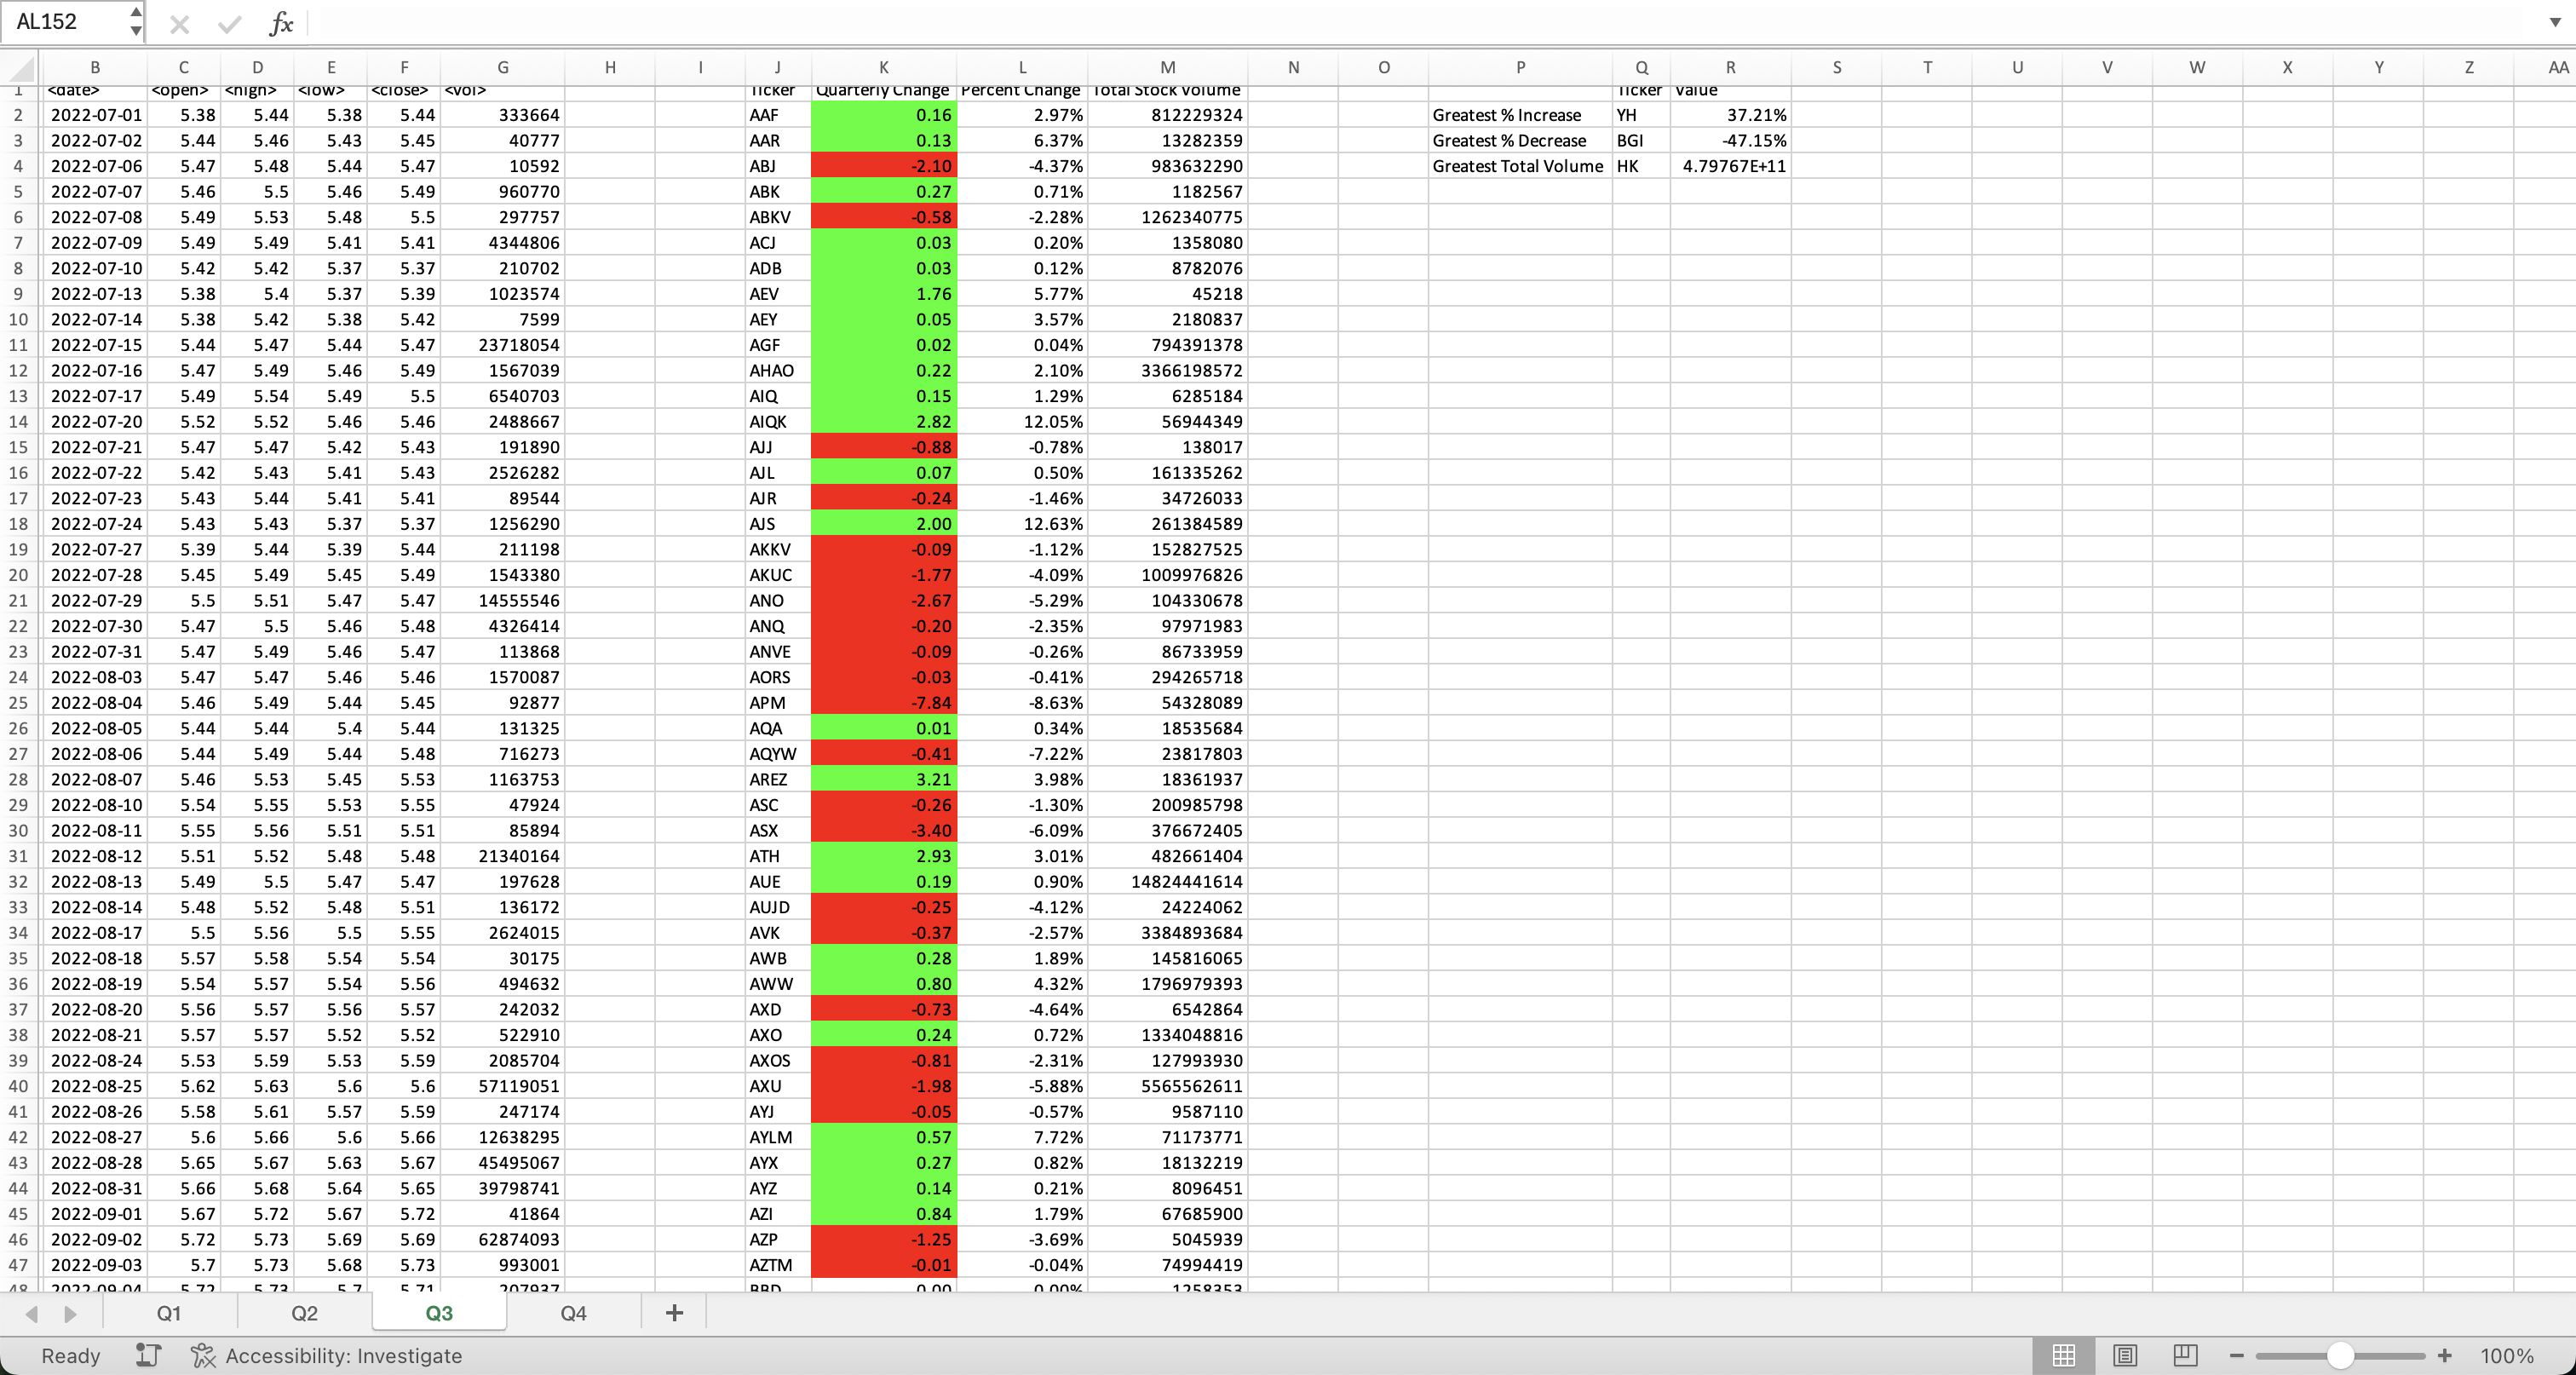 AL152 fx
B C D E F G H I J K L M N O P Q R S T U V W X Y Z AA
1 <date> <open> <high> <low> <close> <vol> Ticker Quarterly Change Percent Change Total Stock Volume Ticker Value
2 2022-07-01 5.38 5.44 5.38 5.44 333664 AAF 0.16 2.97% 812229324 Greatest % Increase YH 37.21%
3 2022-07-02 5.44 5.46 5.43 5.45 40777 AAR 0.13 6.37% 13282359 Greatest % Decrease BGI -47.15%
4 2022-07-06 5.47 5.48 5.44 5.47 10592 ABJ -2.10 -4.37% 983632290 Greatest Total Volume HK 4.79767E+11
5 2022-07-07 5.46 5.5 5.46 5.49 960770 ABK 0.27 0.71% 1182567
6 2022-07-08 5.49 5.53 5.48 5.5 297757 ABKV -0.58 -2.28% 1262340775
7 2022-07-09 5.49 5.49 5.41 5.41 4344806 ACJ 0.03 0.20% 1358080
8 2022-07-10 5.42 5.42 5.37 5.37 210702 ADB 0.03 0.12% 8782076
9 2022-07-13 5.38 5.4 5.37 5.39 1023574 AEV 1.76 5.77% 45218
10 2022-07-14 5.38 5.42 5.38 5.42 7599 AEY 0.05 3.57% 2180837
11 2022-07-15 5.44 5.47 5.44 5.47 23718054 AGF 0.02 0.04% 794391378
12 2022-07-16 5.47 5.49 5.46 5.49 1567039 AHAO 0.22 2.10% 3366198572
13 2022-07-17 5.49 5.54 5.49 5.5 6540703 AIQ 0.15 1.29% 6285184
14 2022-07-20 5.52 5.52 5.46 5.46 2488667 AIQK 2.82 12.05% 56944349
15 2022-07-21 5.47 5.47 5.42 5.43 191890 AJJ -0.88 -0.78% 138017
16 2022-07-22 5.42 5.43 5.41 5.43 2526282 AJL 0.07 0.50% 161335262
17 2022-07-23 5.43 5.44 5.41 5.41 89544 AJR -0.24 -1.46% 34726033
18 2022-07-24 5.43 5.43 5.37 5.37 1256290 AJS 2.00 12.63% 261384589
19 2022-07-27 5.39 5.44 5.39 5.44 211198 AKKV -0.09 -1.12% 152827525
20 2022-07-28 5.45 5.49 5.45 5.49 1543380 AKUC -1.77 -4.09% 1009976826
21 2022-07-29 5.5 5.51 5.47 5.47 14555546 ANO -2.67 -5.29% 104330678
22 2022-07-30 5.47 5.5 5.46 5.48 4326414 ANQ -0.20 -2.35% 97971983
23 2022-07-31 5.47 5.49 5.46 5.47 113868 ANVE -0.09 -0.26% 86733959
24 2022-08-03 5.47 5.47 5.46 5.46 1570087 AORS -0.03 -0.41% 294265718
25 2022-08-04 5.46 5.49 5.44 5.45 92877 APM -7.84 -8.63% 54328089
26 2022-08-05 5.44 5.44 5.4 5.44 131325 AQA 0.01 0.34% 18535684
27 2022-08-06 5.44 5.49 5.44 5.48 716273 AQYW -0.41 -7.22% 23817803
28 2022-08-07 5.46 5.53 5.45 5.53 1163753 AREZ 3.21 3.98% 18361937
29 2022-08-10 5.54 5.55 5.53 5.55 47924 ASC -0.26 -1.30% 200985798
30 2022-08-11 5.55 5.56 5.51 5.51 85894 ASX -3.40 -6.09% 376672405
31 2022-08-12 5.51 5.52 5.48 5.48 21340164 ATH 2.93 3.01% 482661404
32 2022-08-13 5.49 5.5 5.47 5.47 197628 AUE 0.19 0.90% 14824441614
33 2022-08-14 5.48 5.52 5.48 5.51 136172 AUJD -0.25 -4.12% 24224062
34 2022-08-17 5.5 5.56 5.5 5.55 2624015 AVK -0.37 -2.57% 3384893684
35 2022-08-18 5.57 5.58 5.54 5.54 30175 AWB 0.28 1.89% 145816065
36 2022-08-19 5.54 5.57 5.54 5.56 494632 AWW 0.80 4.32% 1796979393
37 2022-08-20 5.56 5.57 5.56 5.57 242032 AXD -0.73 -4.64% 6542864
38 2022-08-21 5.57 5.57 5.52 5.52 522910 AXO 0.24 0.72% 1334048816
39 2022-08-24 5.53 5.59 5.53 5.59 2085704 AXOS -0.81 -2.31% 127993930
40 2022-08-25 5.62 5.63 5.6 5.6 57119051 AXU -1.98 -5.88% 5565562611
41 2022-08-26 5.58 5.61 5.57 5.59 247174 AYJ -0.05 -0.57% 9587110
42 2022-08-27 5.6 5.66 5.6 5.66 12638295 AYLM 0.57 7.72% 71173771
43 2022-08-28 5.65 5.67 5.63 5.67 45495067 AYX 0.27 0.82% 18132219
44 2022-08-31 5.66 5.68 5.64 5.65 39798741 AYZ 0.14 0.21% 8096451
45 2022-09-01 5.67 5.72 5.67 5.72 41864 AZI 0.84 1.79% 67685900
46 2022-09-02 5.72 5.73 5.69 5.69 62874093 AZP -1.25 -3.69% 5045939
47 2022-09-03 5.7 5.73 5.68 5.73 993001 AZTM -0.01 -0.04% 74994419
48 2022-09-04 5.72 5.73 5.7 5.71 207937 BBD 0.00 0.00% 1258353
Q1 Q2 Q3 Q4 +
Ready Accessibility: Investigate 100%